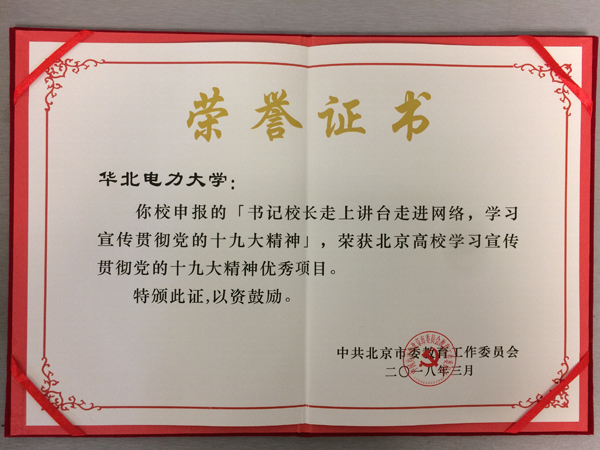 荣誉证书
华北电力大学：
你校申报的「书记校长走上讲台走进网络，学习
宣传贯彻党的十九大精神」，荣获北京高校学习宣传
贯彻党的十九大精神优秀项目。
特颁此证，以资鼓励。
中共北京市委教育工作委员会
二〇一八年三月